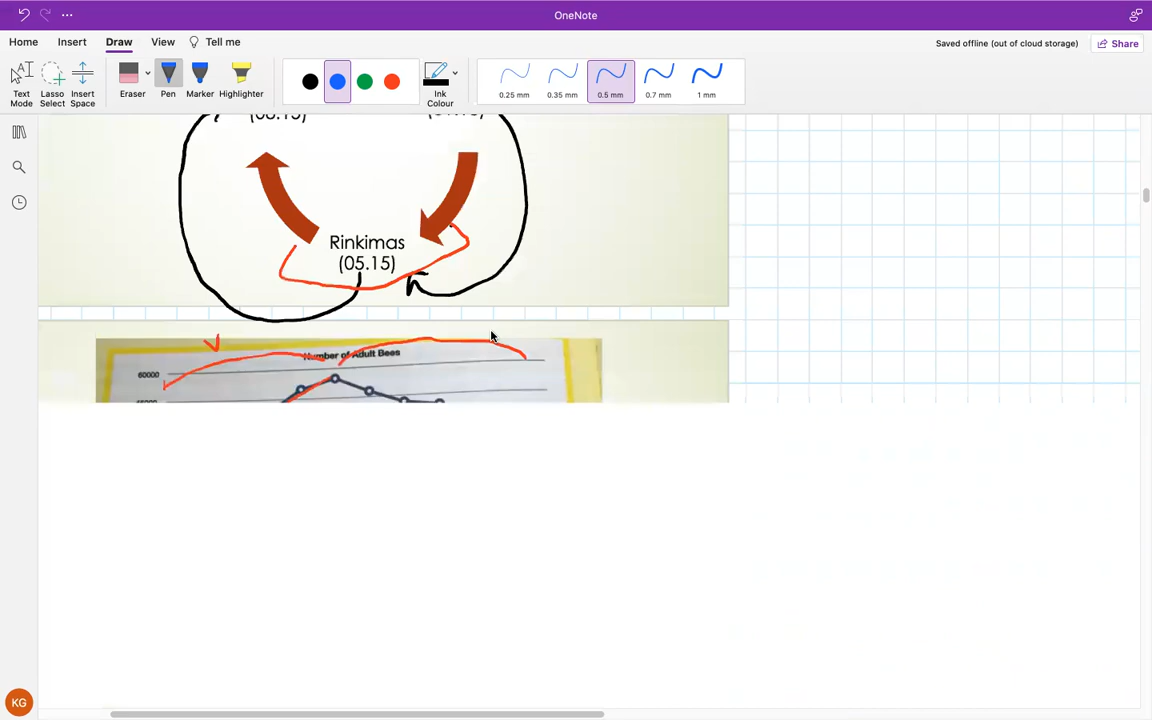 OneNote
Home Insert Draw View Tell me
Saved offline (out of cloud storage) Share
Text Mode
Lasso Select
Insert Space
Eraser
Pen
Marker
Highlighter
Ink Colour
0.25 mm
0.35 mm
0.5 mm
0.7 mm
1 mm
Rinkimas
(05.15)
Number of Adult Bees
60000
KG